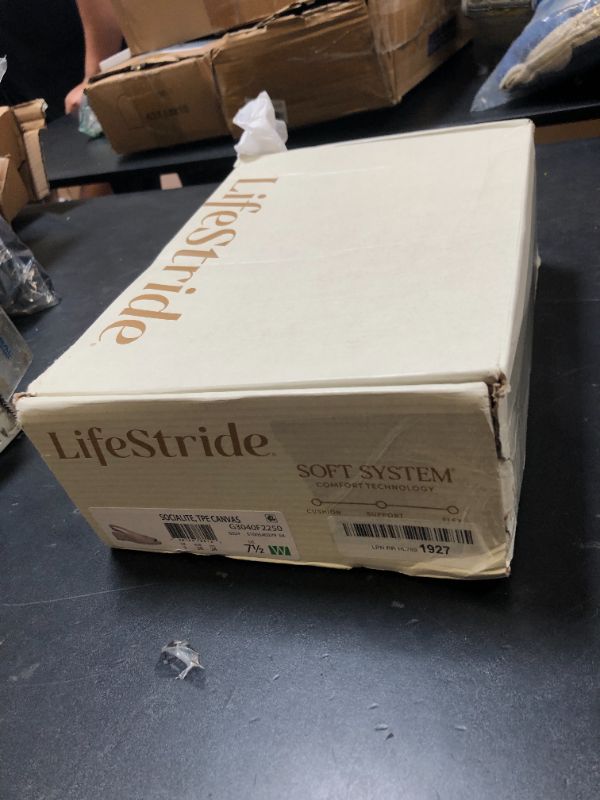 LifeStride
LifeStride
SOFT SYSTEM
COMFORT TECHNOLOGY
CUSHION SUPPORT FLEX
SOCIALITE, TPE CANVAS
G3040F2250
7½ W
1927